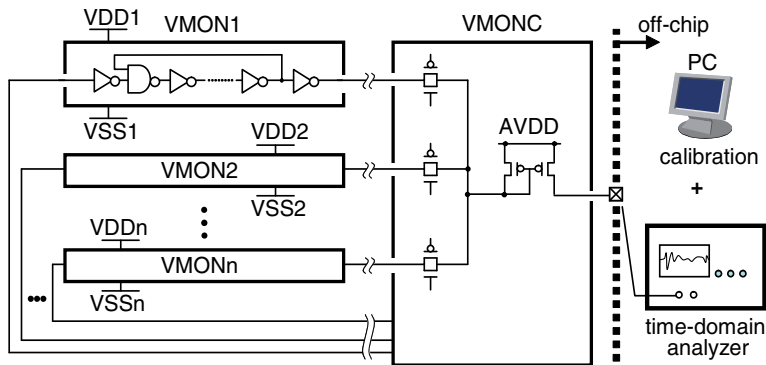 VDD1
VMON1
VMONC
off-chip
PC
VSS1
VDD2
AVDD
calibration
VMON2
VSS2
+
VDDn
VMONn
VSSn
time-domain
analyzer